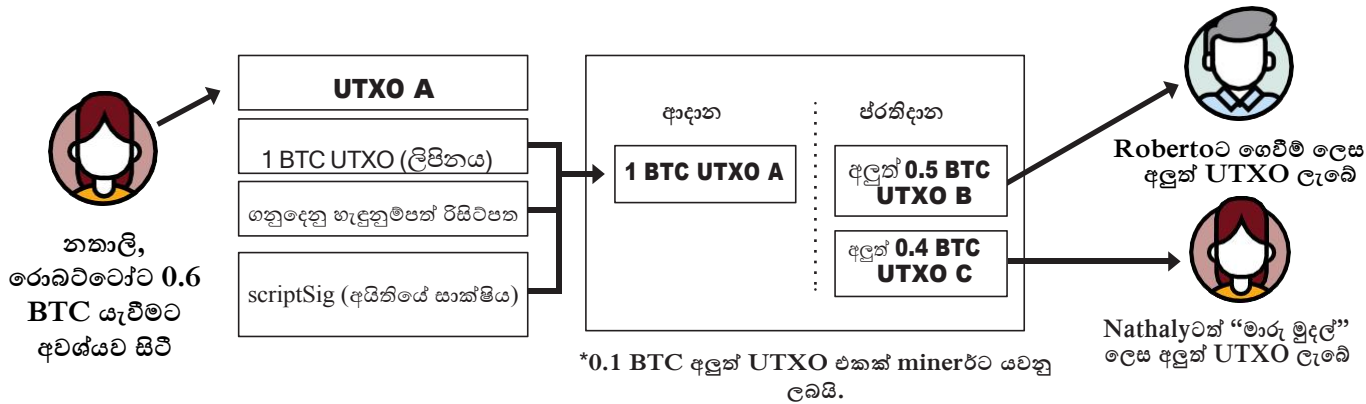 නතාලි,
රොබට්ටෝට 0.6
BTC යැවීමට
අවශ්‍යව සිටී
UTXO A
1 BTC UTXO (ලිපිනය)
ගනුදෙනු හැඳුනුම්පත් රිසිට්පත
scriptSig (අයිතියේ සාක්ෂිය)
ආදාන
1 BTC UTXO A
ප්රතිදාන
අලුත් 0.5 BTC
UTXO B
අලුත් 0.4 BTC
UTXO C
*0.1 BTC අලුත් UTXO එකක් minerර්ට යවනු
ලබයි.
Robertoට ගෙවීම් ලෙස
අලුත් UTXO ලැබේ
Nathalyටත් “මාරු මුදල්”
ලෙස අලුත් UTXO ලැබේ